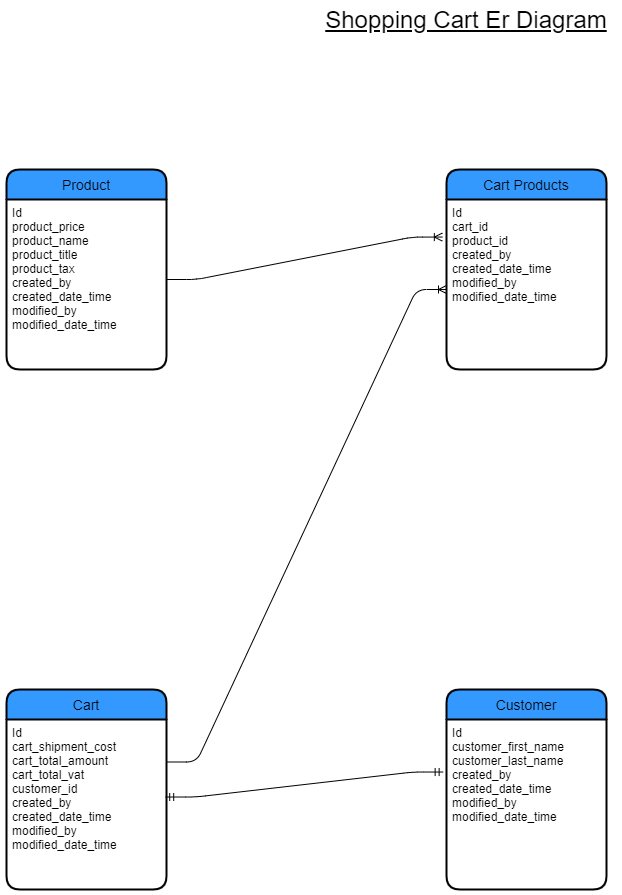 Shopping Cart Er Diagram
Product
Id
product_price
product_name
product_title
product_tax
created_by
created_date_time
modified_by
modified_date_time
Cart Products
Id
cart_id
product_id
created_by
created_date_time
modified_by
modified_date_time
Cart
Id
cart_shipment_cost
cart_total_amount
cart_total_vat
customer_id
created_by
created_date_time
modified_by
modified_date_time
Customer
Id
customer_first_name
customer_last_name
created_by
created_date_time
modified_by
modified_date_time